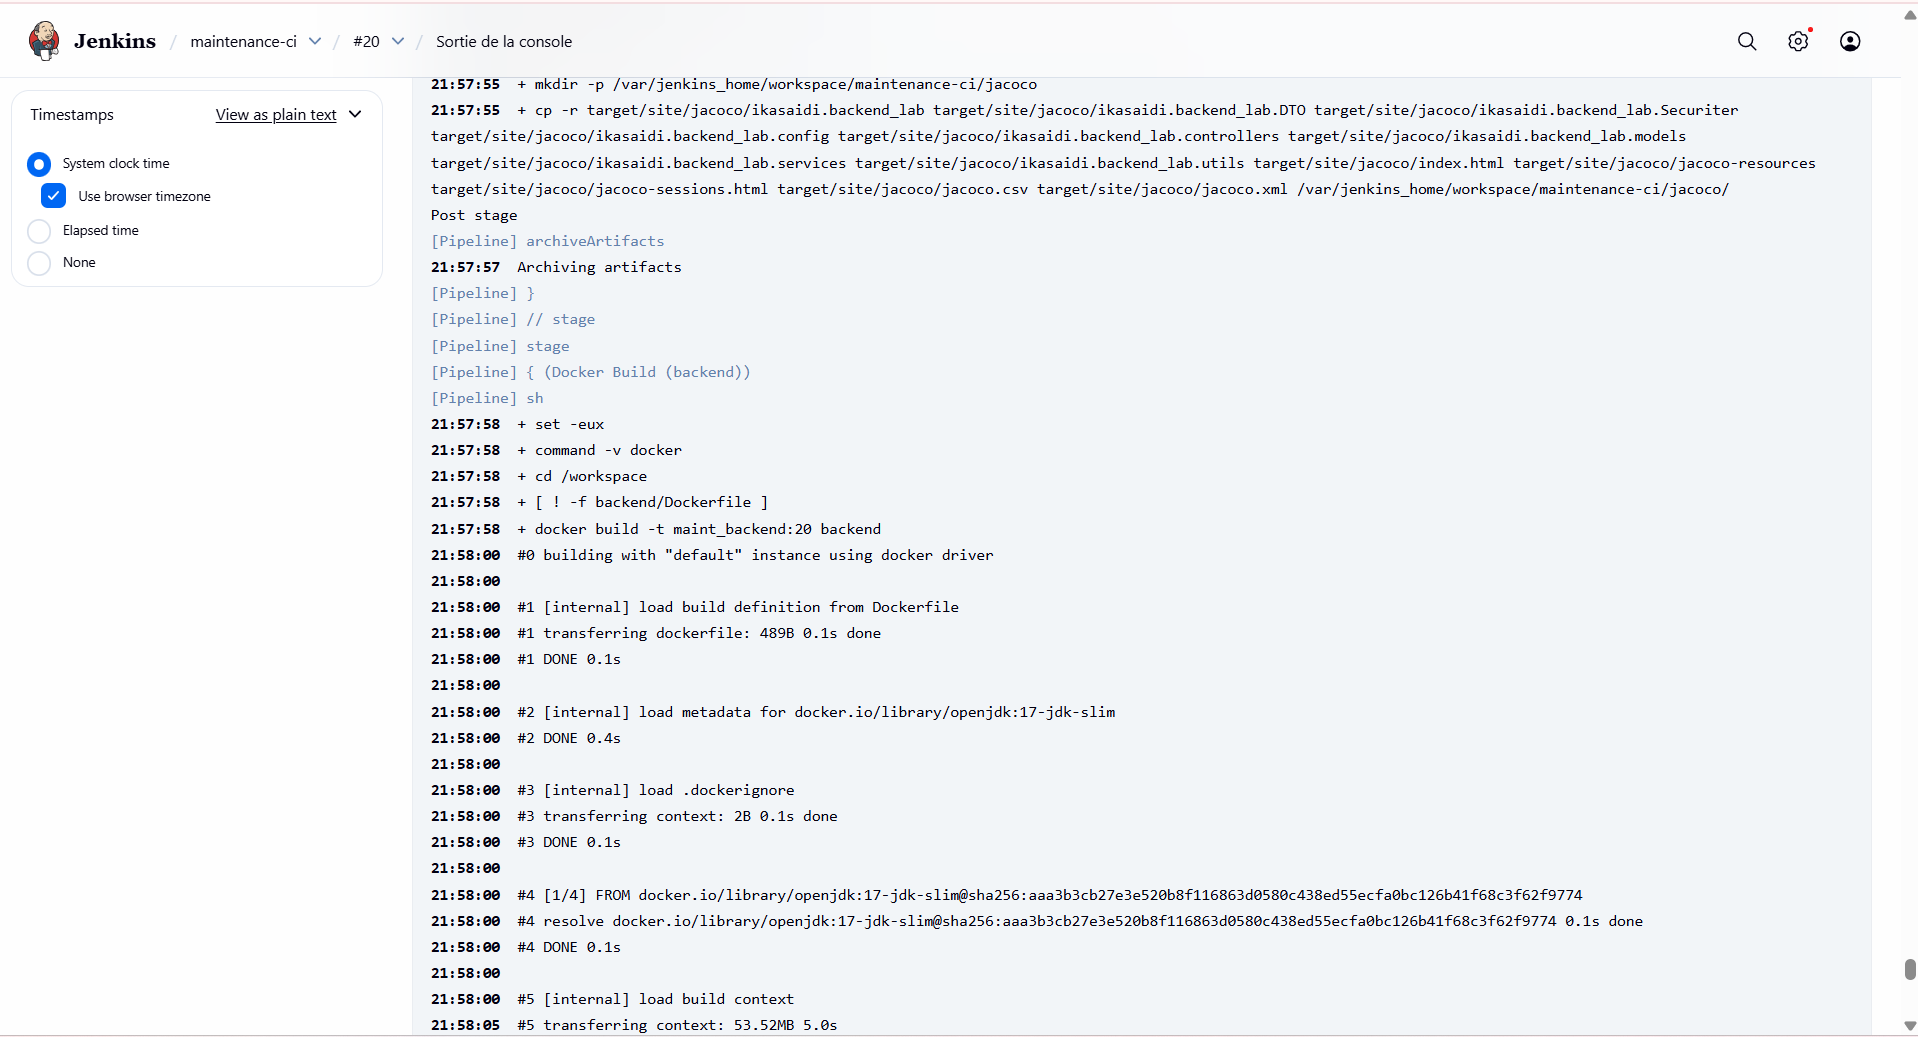 Jenkins / maintenance-ci / #20 / Sortie de la console
Timestamps View as plain text
System clock time
Use browser timezone
Elapsed time
None
21:57:55 + mkdir -p /var/jenkins_home/workspace/maintenance-ci/jacoco
21:57:55 + cp -r target/site/jacoco/ikasaidi.backend_lab target/site/jacoco/ikasaidi.backend_lab.DTO target/site/jacoco/ikasaidi.backend_lab.Securiter
target/site/jacoco/ikasaidi.backend_lab.config target/site/jacoco/ikasaidi.backend_lab.controllers target/site/jacoco/ikasaidi.backend_lab.models
target/site/jacoco/ikasaidi.backend_lab.services target/site/jacoco/ikasaidi.backend_lab.utils target/site/jacoco/index.html target/site/jacoco/jacoco-resources
target/site/jacoco/jacoco-sessions.html target/site/jacoco/jacoco.csv target/site/jacoco/jacoco.xml /var/jenkins_home/workspace/maintenance-ci/jacoco/
Post stage
[Pipeline] archiveArtifacts
21:57:57 Archiving artifacts
[Pipeline] }
[Pipeline] // stage
[Pipeline] stage
[Pipeline] { (Docker Build (backend))
[Pipeline] sh
21:57:58 + set -eux
21:57:58 + command -v docker
21:57:58 + cd /workspace
21:57:58 + [ ! -f backend/Dockerfile ]
21:57:58 + docker build -t maint_backend:20 backend
21:58:00 #0 building with "default" instance using docker driver
21:58:00
21:58:00 #1 [internal] load build definition from Dockerfile
21:58:00 #1 transferring dockerfile: 489B 0.1s done
21:58:00 #1 DONE 0.1s
21:58:00
21:58:00 #2 [internal] load metadata for docker.io/library/openjdk:17-jdk-slim
21:58:00 #2 DONE 0.4s
21:58:00
21:58:00 #3 [internal] load .dockerignore
21:58:00 #3 transferring context: 2B 0.1s done
21:58:00 #3 DONE 0.1s
21:58:00
21:58:00 #4 [1/4] FROM docker.io/library/openjdk:17-jdk-slim@sha256:aaa3b3cb27e3e520b8f116863d0580c438ed55ecfa0bc126b41f68c3f62f9774
21:58:00 #4 resolve docker.io/library/openjdk:17-jdk-slim@sha256:aaa3b3cb27e3e520b8f116863d0580c438ed55ecfa0bc126b41f68c3f62f9774 0.1s done
21:58:00 #4 DONE 0.1s
21:58:00
21:58:00 #5 [internal] load build context
21:58:05 #5 transferring context: 53.52MB 5.0s